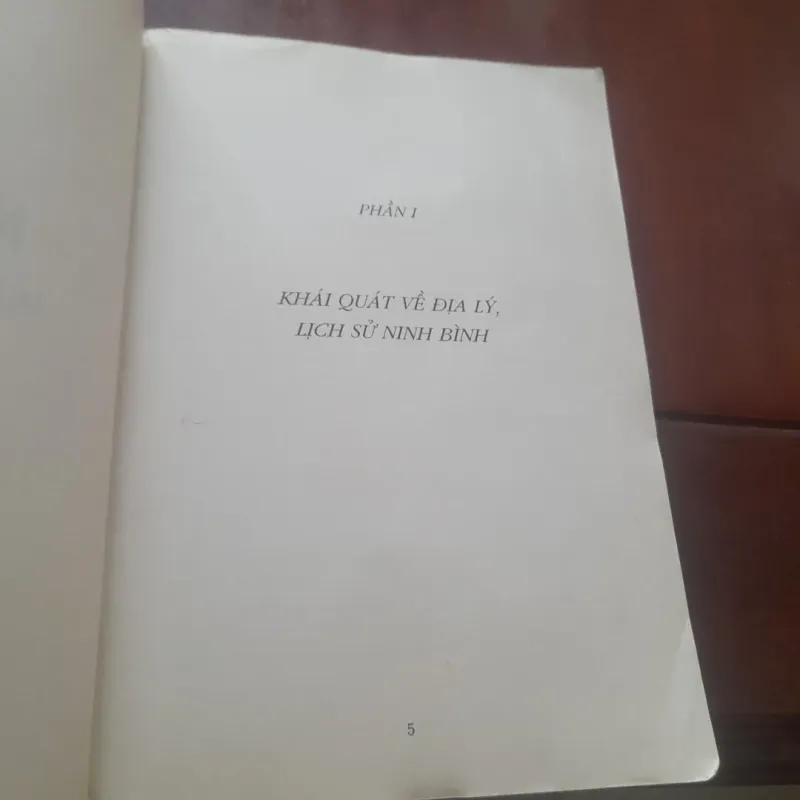 PHẦN I
KHÁI QUÁT VỀ ĐỊA LÝ,
LỊCH SỬ NINH BÌNH
5